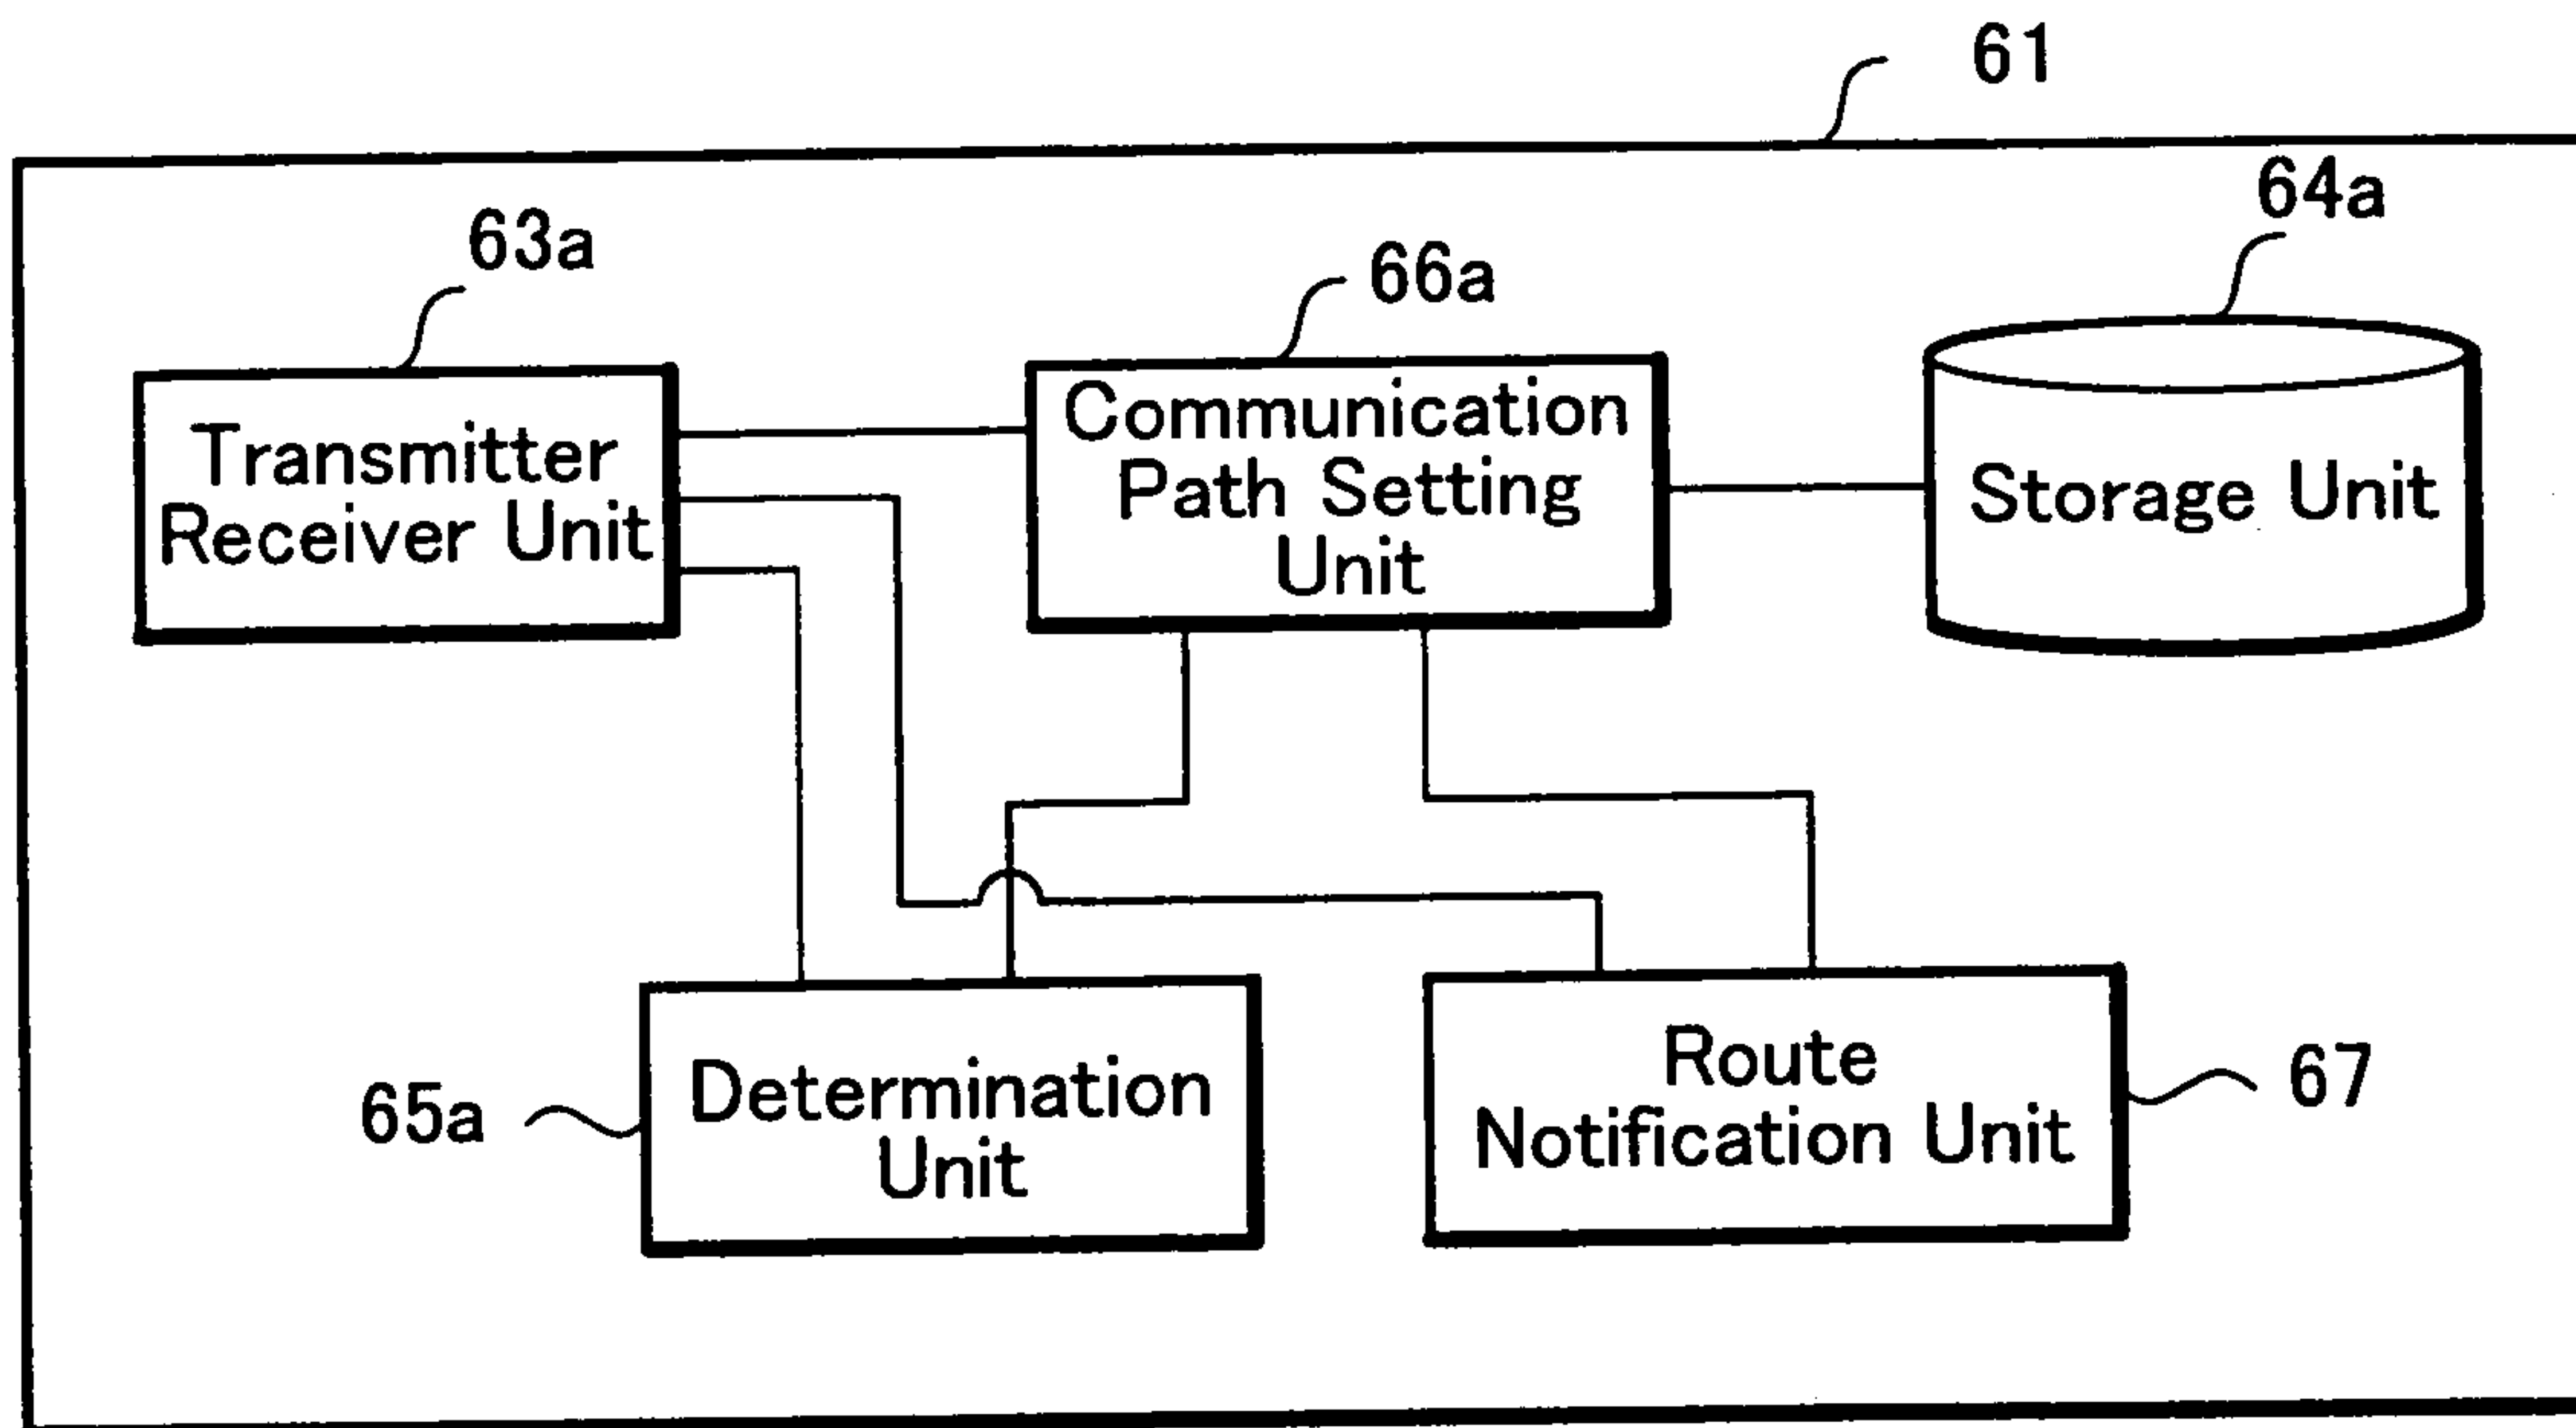 61
63a
66a
64a
Transmitter
Receiver Unit
Communication
Path Setting
Unit
Storage Unit
65a
Determination
Unit
Route
Notification Unit
67